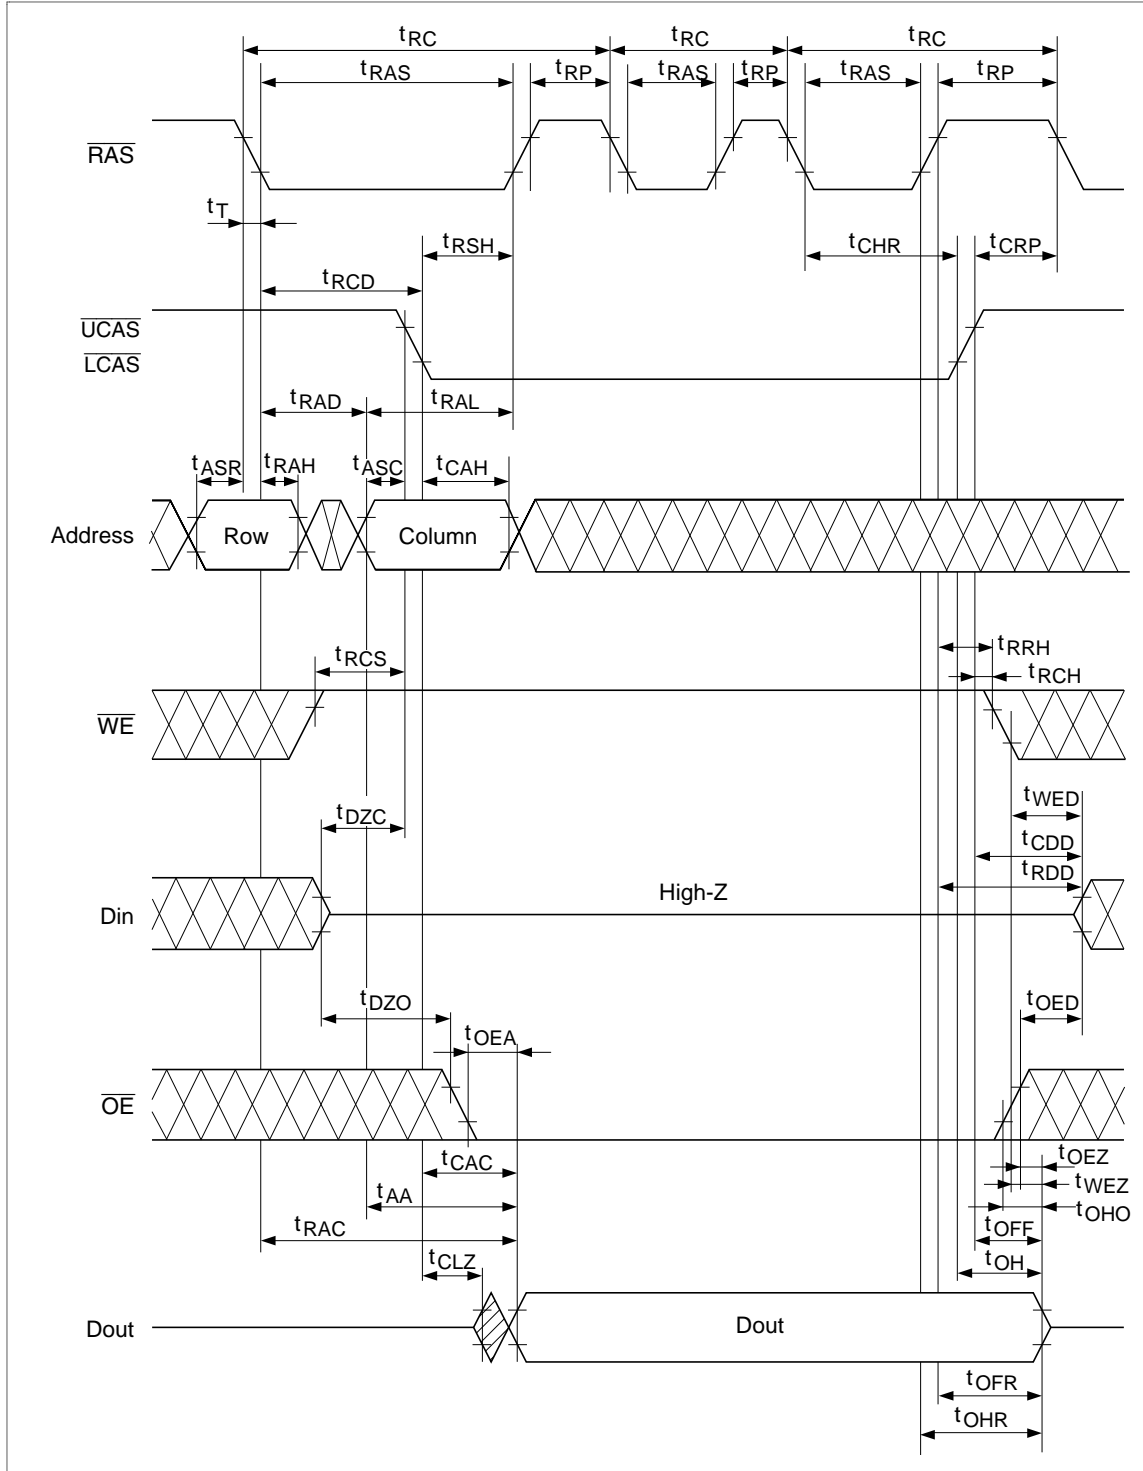 tRC tRC tRC
tRAS tRP tRAS tRP tRAS tRP
RAS
tT
tRSH tCHR tCRP
tRCD
UCAS
LCAS
tRAD tRAL
tASR tRAH tASC tCAH
Address Row Column
tRRH
tRCS
tRCH
WE
tWED
tDZC
tCDD
tRDD
High-Z
Din
tDZO
tOED
tOEA
OE
tOEZ
tCAC
tWEZ
tAA
tOHO
tRAC
tOFF
tCLZ
tOH
Dout Dout
tOFR
tOHR